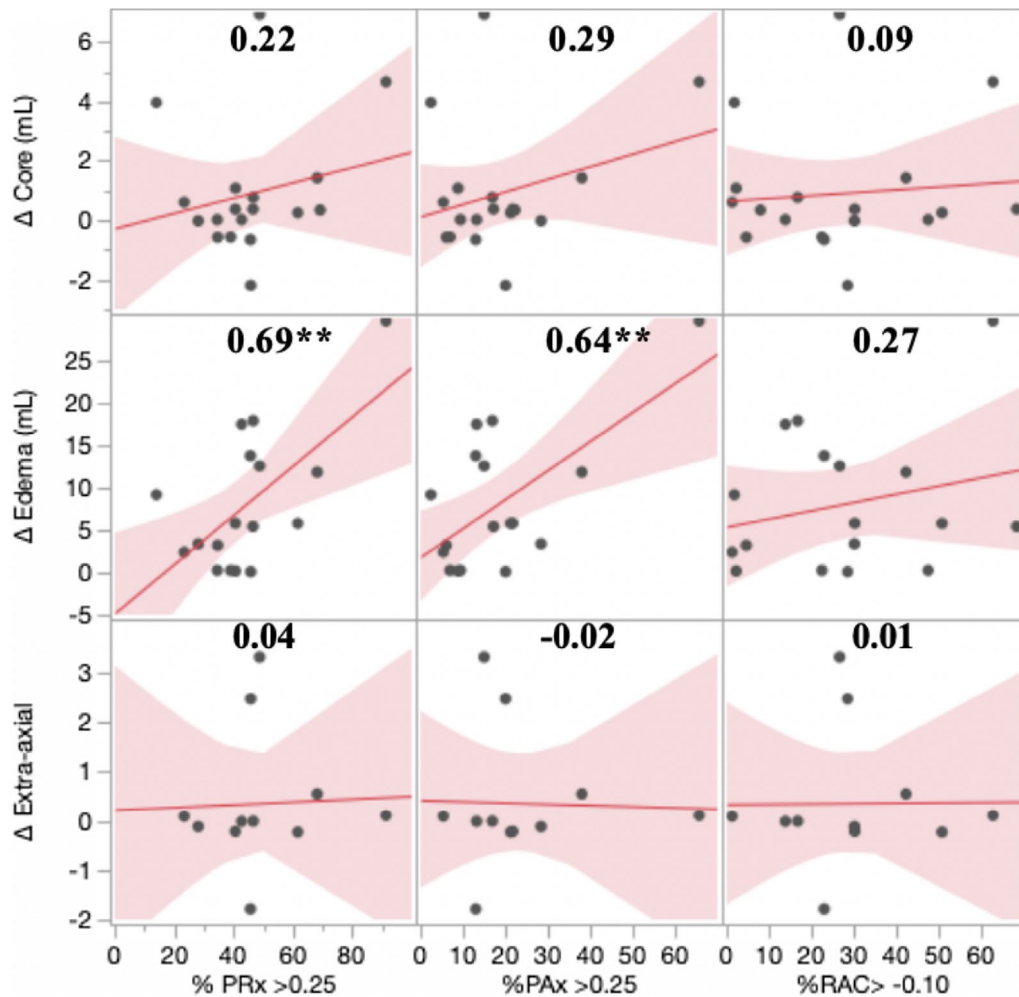 0.22 0.29 0.09
6
4
2
0
-2
Δ Core (mL)
0.69** 0.64** 0.27
25
20
15
10
5
0
-5
Δ Edema (mL)
0.04 -0.02 0.01
3
2
1
0
-1
-2
Δ Extra-axial
0 20 40 60 80 0 10 20 30 40 50 60 0 10 20 30 40 50 60
% PRx >0.25 %PAx >0.25 %RAC> -0.10